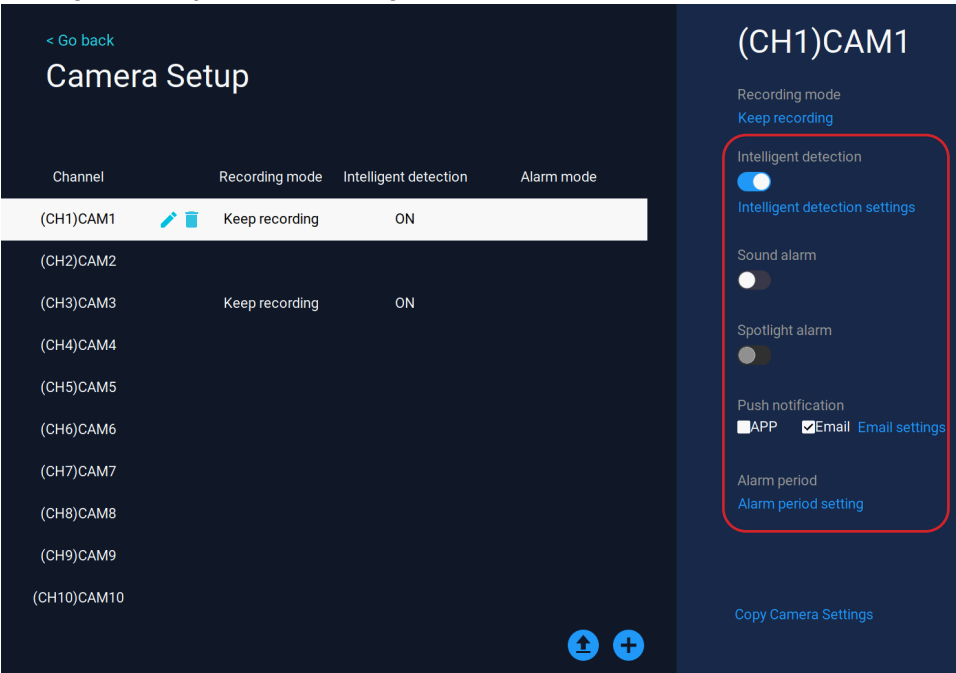 < Go back
Camera Setup
Channel Recording mode Intelligent detection Alarm mode
(CH1)CAM1 Keep recording ON
(CH2)CAM2
(CH3)CAM3 Keep recording ON
(CH4)CAM4
(CH5)CAM5
(CH6)CAM6
(CH7)CAM7
(CH8)CAM8
(CH9)CAM9
(CH10)CAM10
(CH1)CAM1
Recording mode
Keep recording
Intelligent detection
Intelligent detection settings
Sound alarm
Spotlight alarm
Push notification
APP Email Email settings
Alarm period
Alarm period setting
Copy Camera Settings